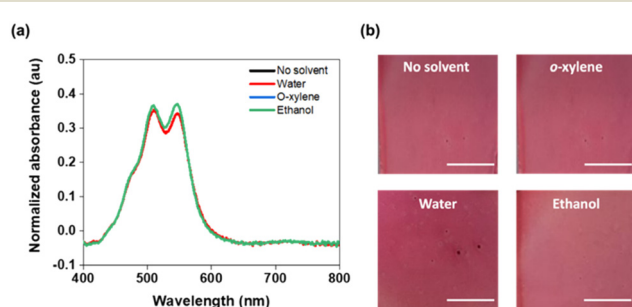 (a)
Normalized absorbance (au)
0.5
0.4
0.3
0.2
0.1
0.0
-0.1
400
500
600
700
800
Wavelength (nm)
No solvent
Water
O-xylene
Ethanol
(b)
No solvent
o-xylene
Water
Ethanol